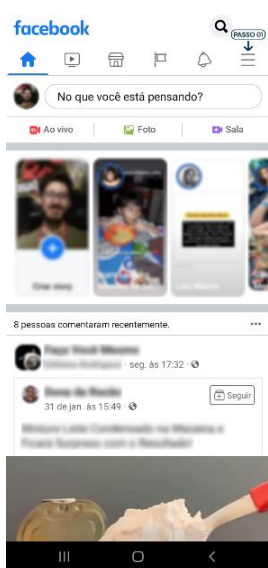 facebook
PASSO 01
No que você está pensando?
Ao vivo
Foto
Sala
Criar story
8 pessoas comentaram recentemente.
seg. às 17:32
Seguir
31 de jan. às 15:49